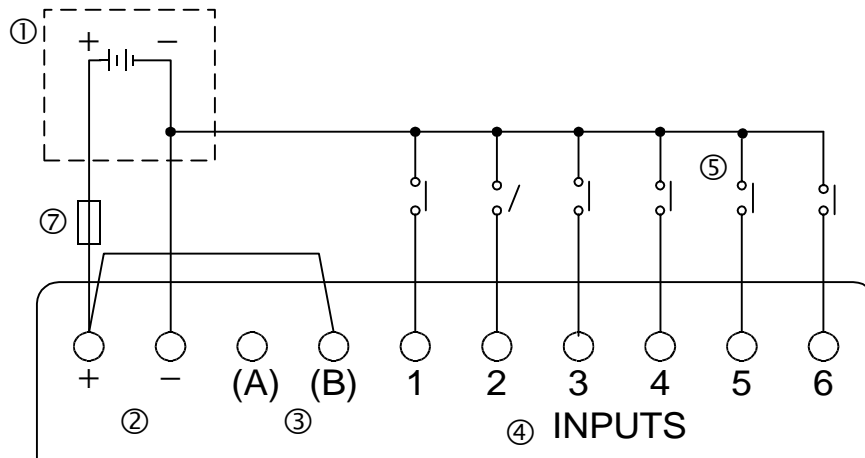 ① + −
⑤
⑦
+ − (A) (B) 1 2 3 4 5 6
② ③ ④ INPUTS